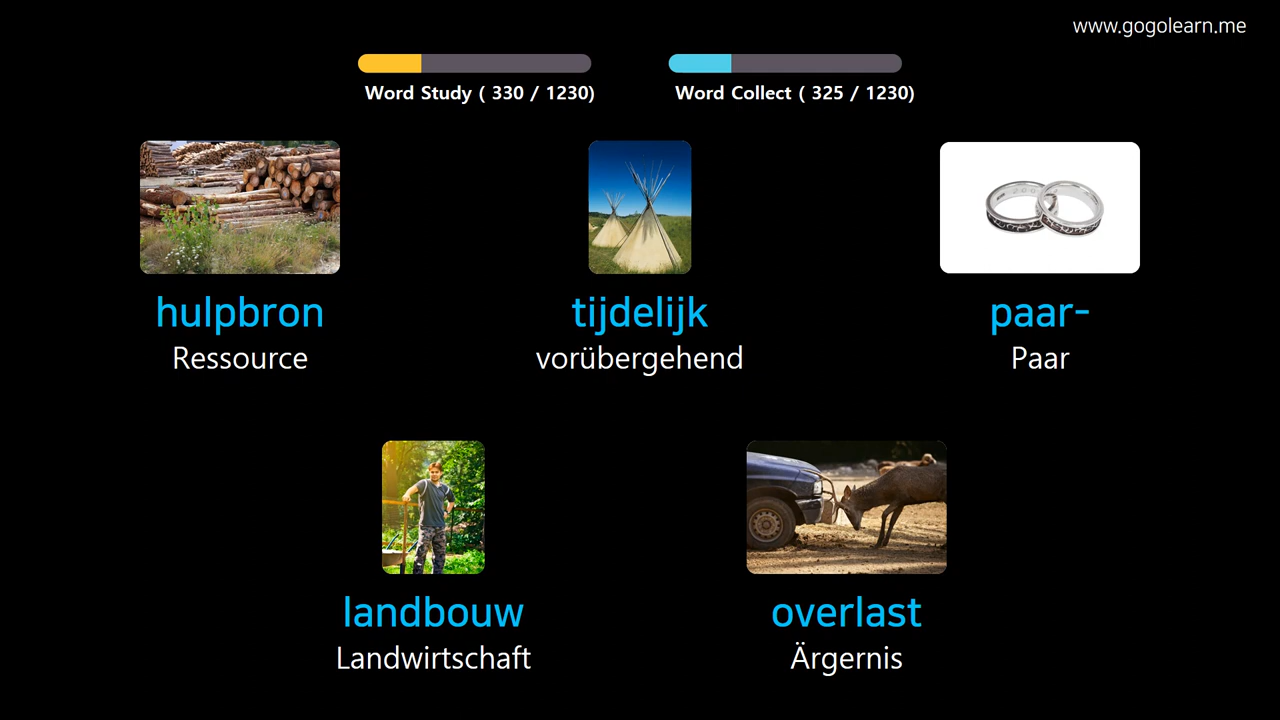 www.gogolearn.me
Word Study ( 330 / 1230)
Word Collect ( 325 / 1230)
hulpbron
Ressource
tijdelijk
vorübergehend
paar-
Paar
landbouw
Landwirtschaft
overlast
Ärgernis